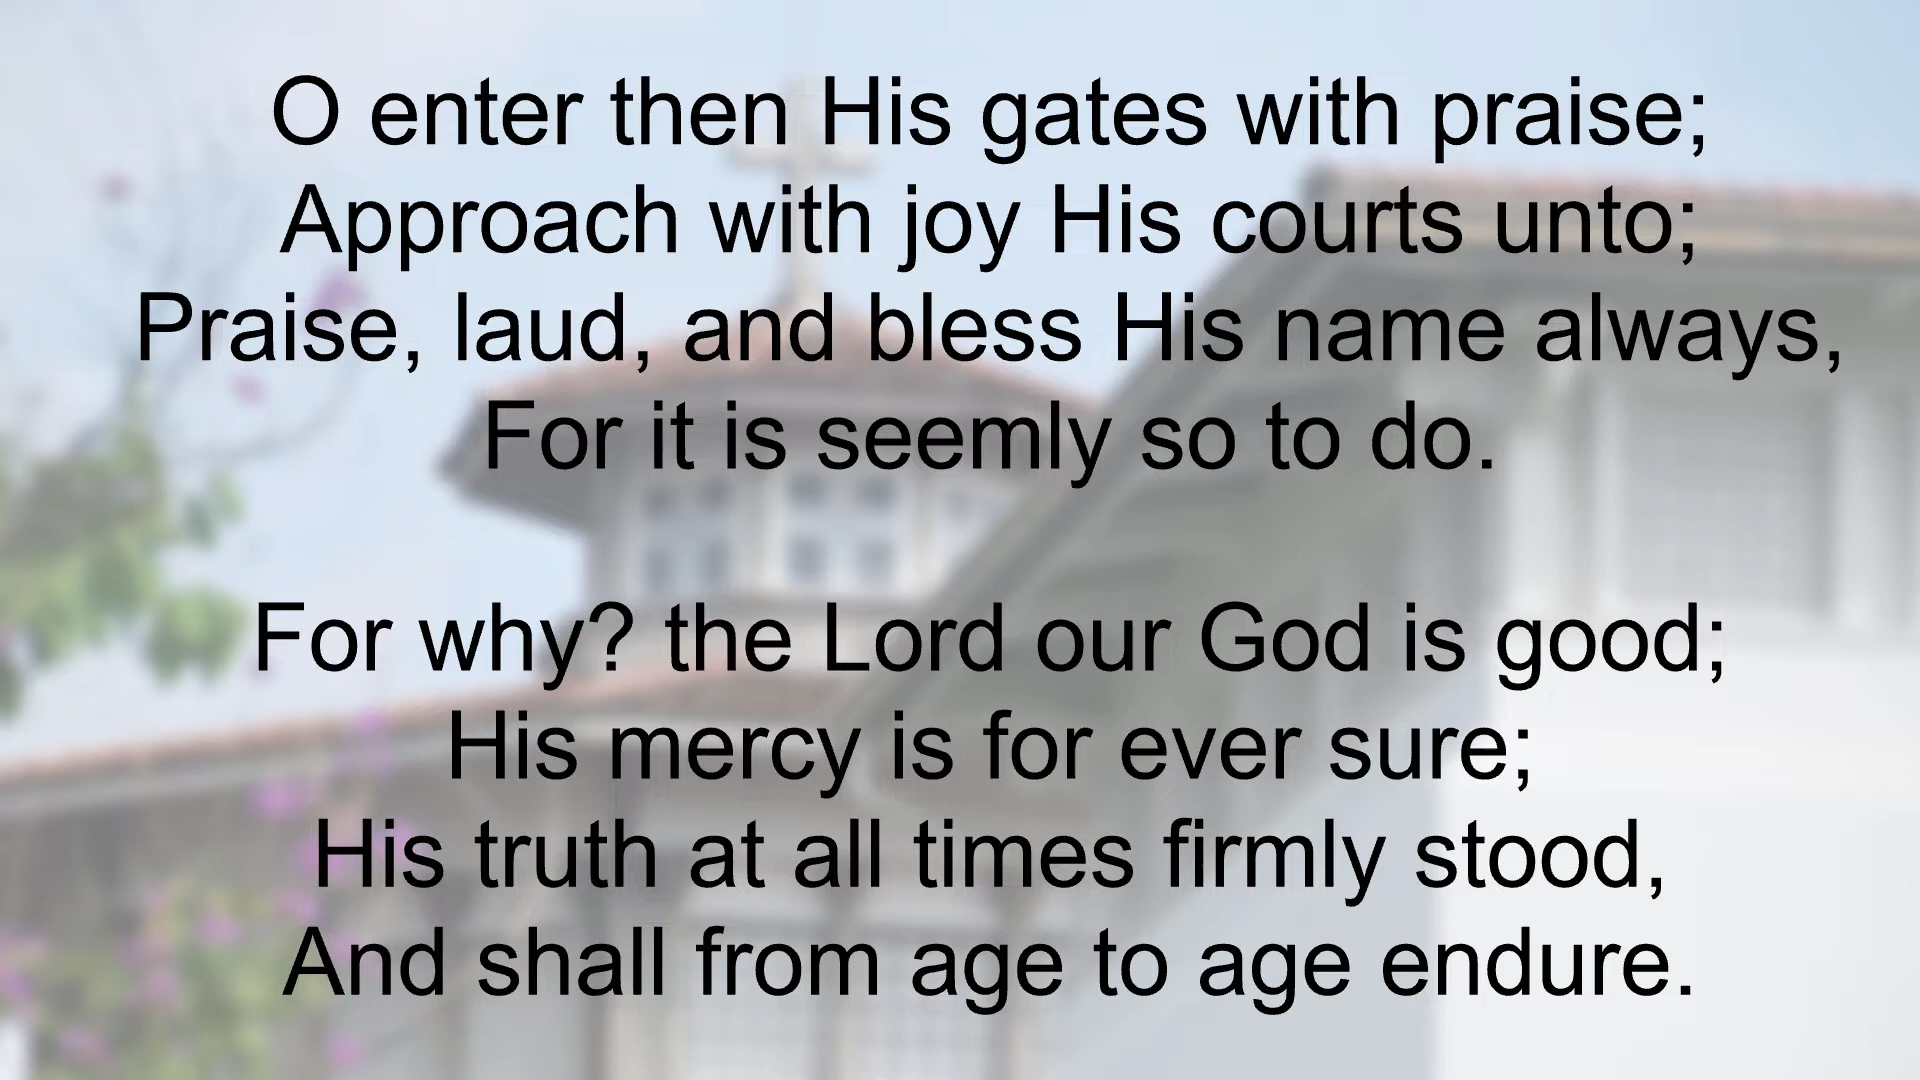 O enter then His gates with praise;
Approach with joy His courts unto;
Praise, laud, and bless His name always,
For it is seemly so to do.
For why? the Lord our God is good;
His mercy is for ever sure;
His truth at all times firmly stood,
And shall from age to age endure.